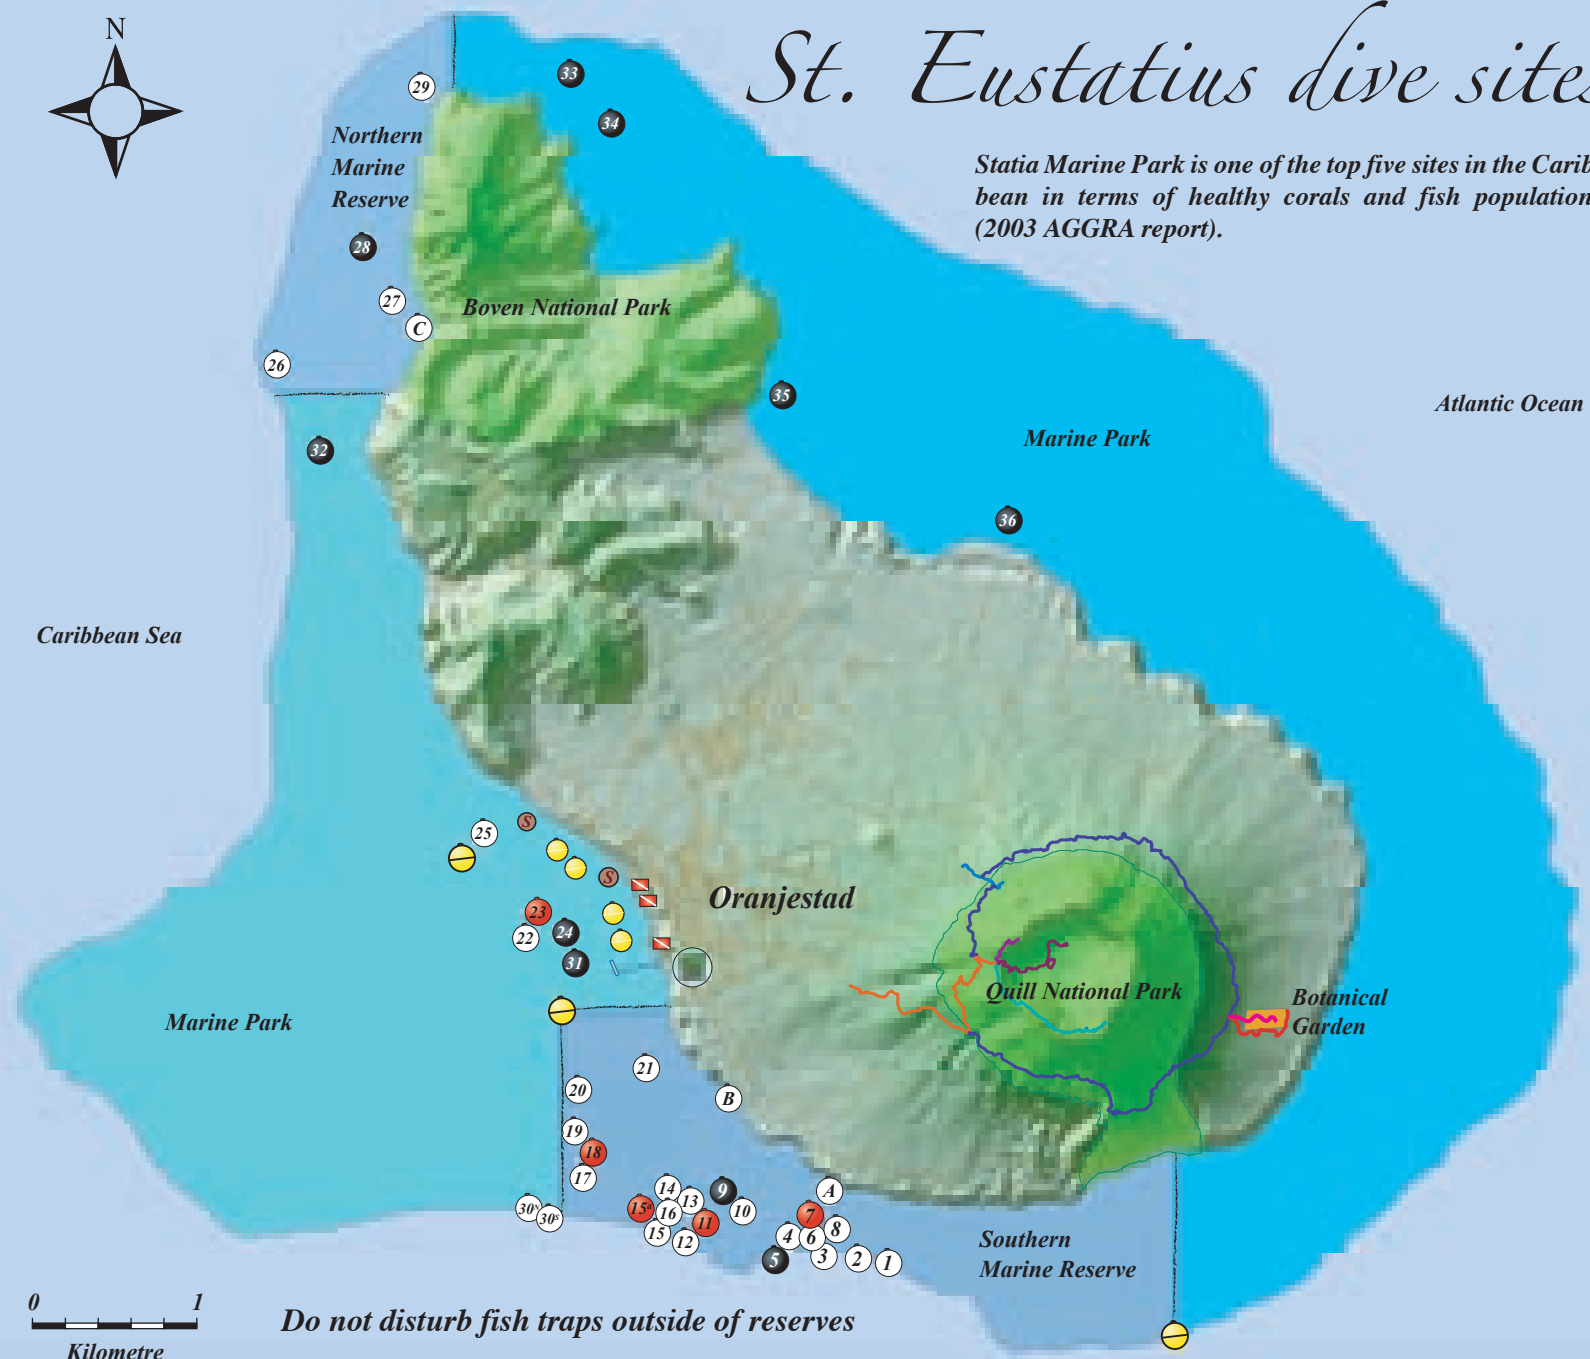 N
St. Eustatius dive sites
Statia Marine Park is one of the top five sites in the Carib
bean in terms of healthy corals and fish population
(2003 AGGRA report).
29
33
34
Northern
Marine
Reserve
28
27
C
Boven National Park
26
35
32
Marine Park
Atlantic Ocean
36
Caribbean Sea
25
S
S
Oranjestad
23
22
24
31
Quill National Park
Botanical
Garden
Marine Park
21
20
B
19
18
17
14
13
9
10
A
30N
30S
15a
16
11
7
8
15
12
4
6
5
3
2
1
Southern
Marine Reserve
0
1
Kilometre
Do not disturb fish traps outside of reserves